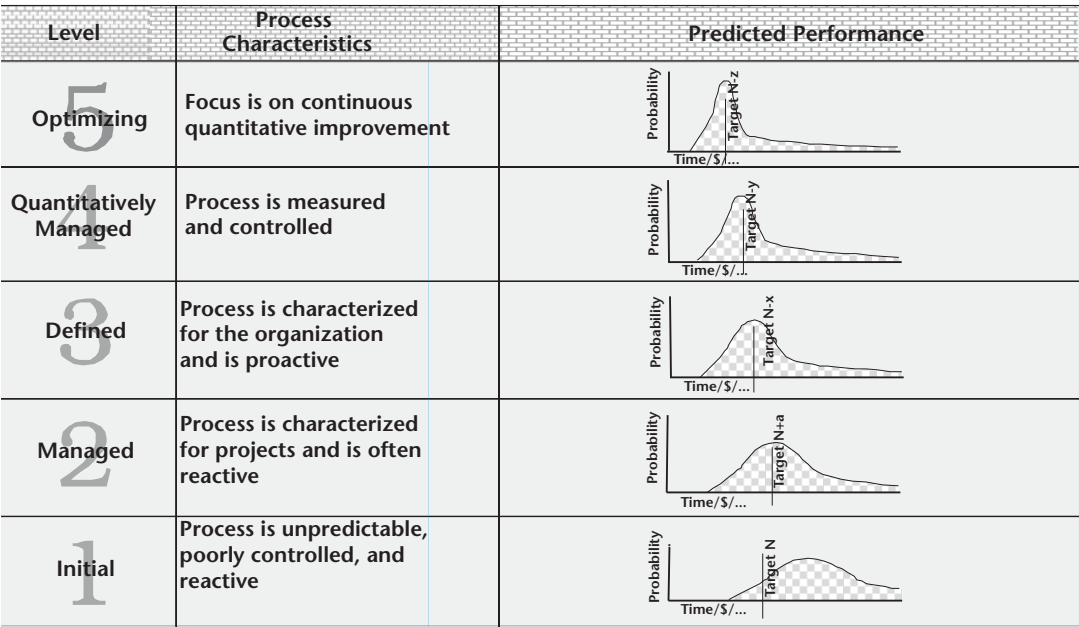 Level
Process
Characteristics
Predicted Performance
5
Optimizing
Focus is on continuous
quantitative improvement
Probability
Target N-z
Time/$/...
4
Quantitatively
Managed
Process is measured
and controlled
Probability
Target N-y
Time/$/...
3
Defined
Process is characterized
for the organization
and is proactive
Probability
Target N-x
Time/$/...
2
Managed
Process is characterized
for projects and is often
reactive
Probability
Target N+a
Time/$/...
1
Initial
Process is unpredictable,
poorly controlled, and
reactive
Probability
Target N
Time/$/...